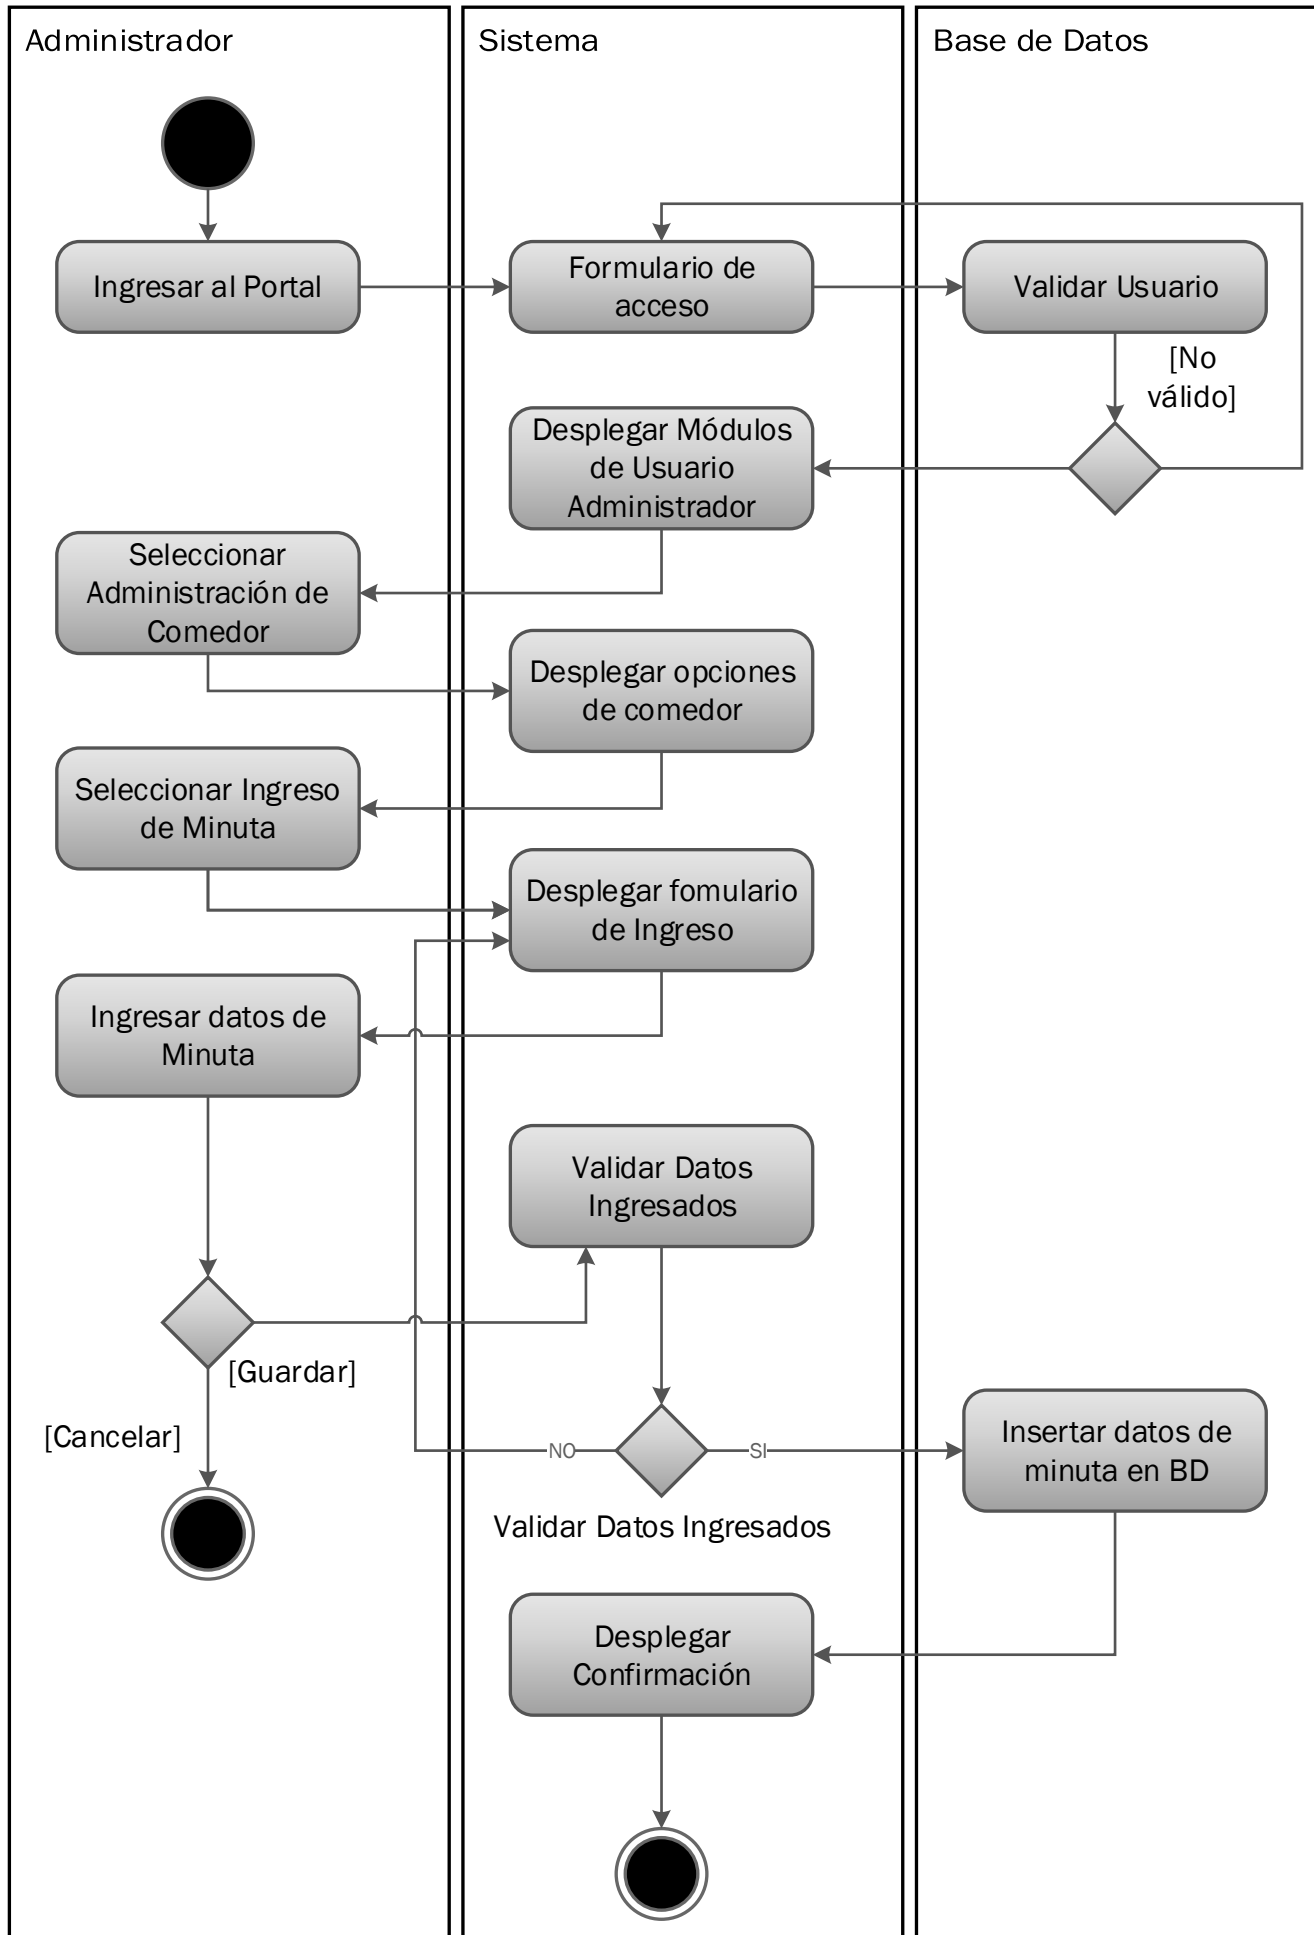 Administrador
Sistema
Base de Datos
Ingresar al Portal
Formulario de
acceso
Validar Usuario
[No
válido]
Desplegar Módulos
de Usuario
Administrador
Seleccionar
Administración de
Comedor
Desplegar opciones
de comedor
Seleccionar Ingreso
de Minuta
Desplegar fomulario
de Ingreso
Ingresar datos de
Minuta
Validar Datos
Ingresados
[Guardar]
[Cancelar]
NO
SI
Insertar datos de
minuta en BD
Validar Datos Ingresados
Desplegar
Confirmación